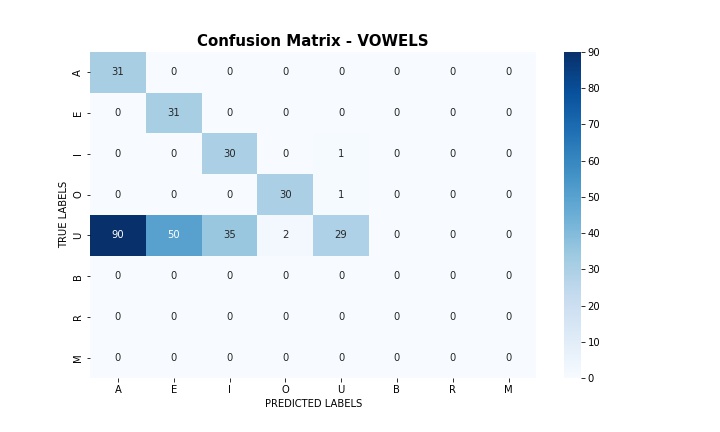 Confusion Matrix - VOWELS
TRUE LABELS
A 31 0 0 0 0 0 0 0
E 0 31 0 0 0 0 0 0
I 0 0 30 0 1 0 0 0
O 0 0 0 30 1 0 0 0
U 90 50 35 2 29 0 0 0
B 0 0 0 0 0 0 0 0
R 0 0 0 0 0 0 0 0
M 0 0 0 0 0 0 0 0
A E I O U B R M
PREDICTED LABELS
90
80
70
60
50
40
30
20
10
0